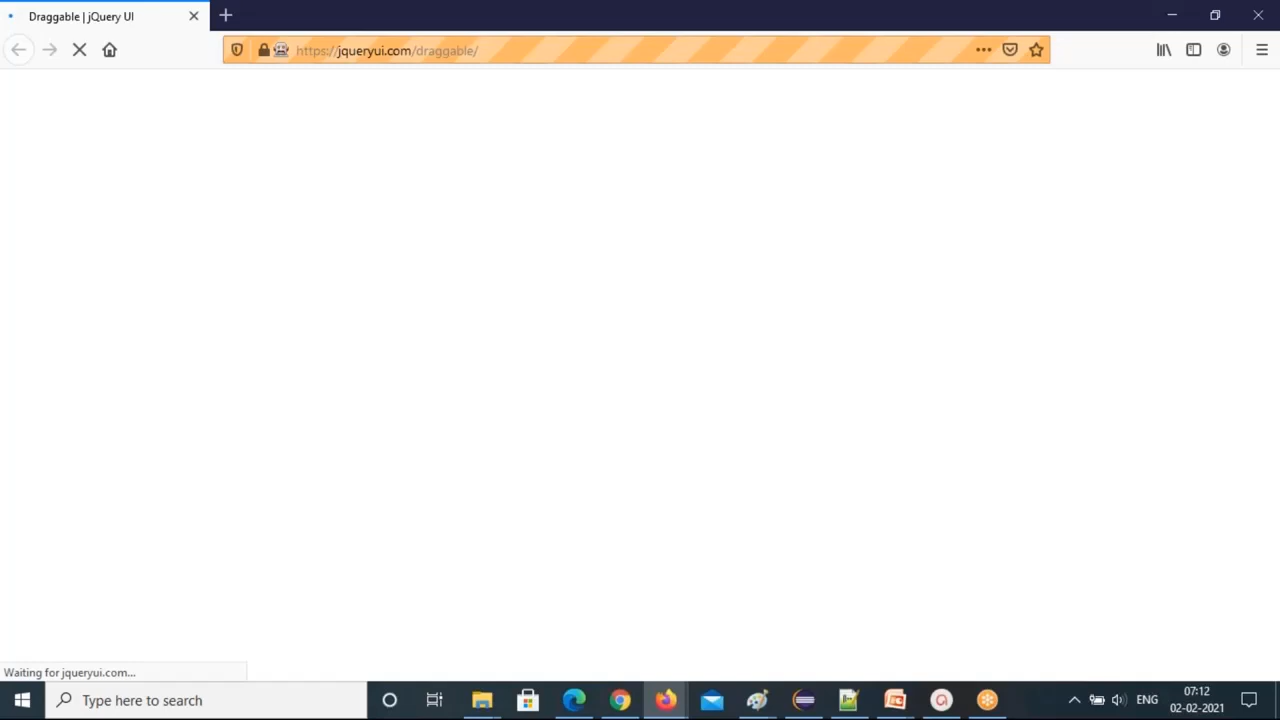 Draggable | jQuery UI
https://jqueryui.com/draggable/
Waiting for jqueryui.com...
Type here to search
ENG
07:12
02-02-2021